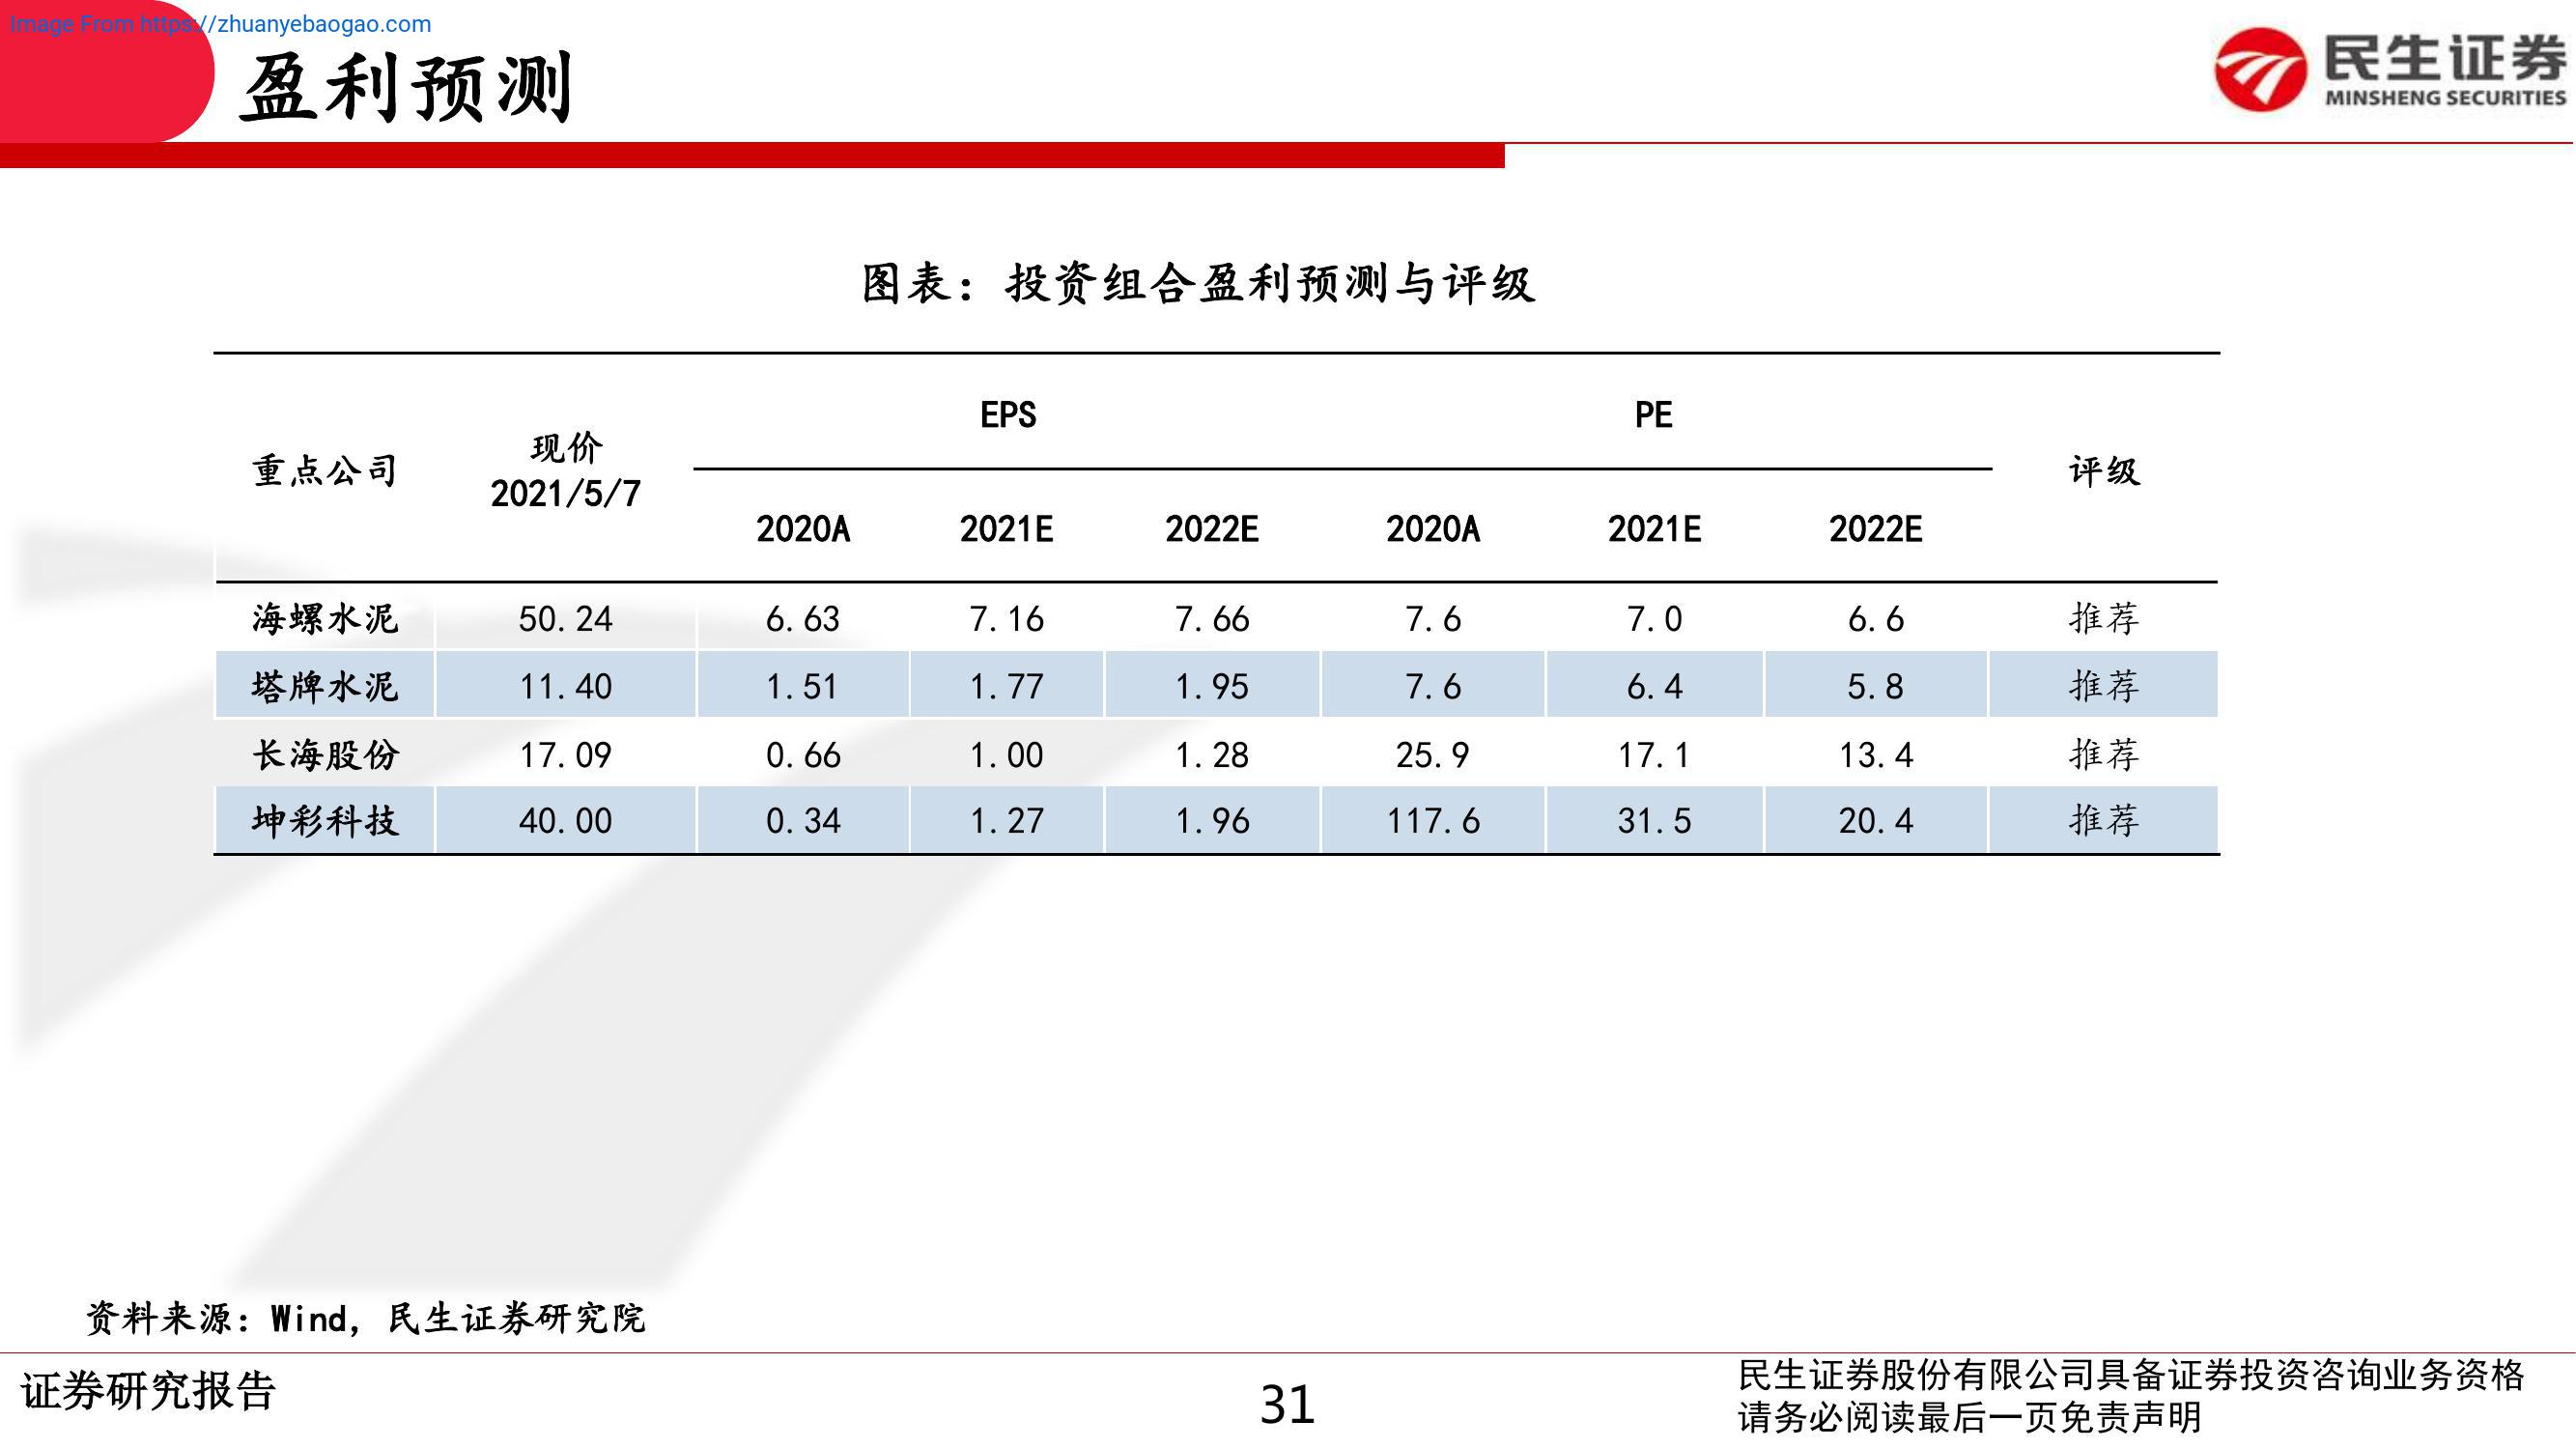 Image From https://zhuanyebaogao.com
盈利预测
民生证券
MINSHENG SECURITIES
图表：投资组合盈利预测与评级
重点公司 现价 2021/5/7 EPS PE 评级
2020A 2021E 2022E 2020A 2021E 2022E
海螺水泥 50.24 6.63 7.16 7.66 7.6 7.0 6.6 推荐
塔牌水泥 11.40 1.51 1.77 1.95 7.6 6.4 5.8 推荐
长海股份 17.09 0.66 1.00 1.28 25.9 17.1 13.4 推荐
坤彩科技 40.00 0.34 1.27 1.96 117.6 31.5 20.4 推荐
资料来源：Wind，民生证券研究院
证券研究报告
31
民生证券股份有限公司具备证券投资咨询业务资格
请务必阅读最后一页免责声明